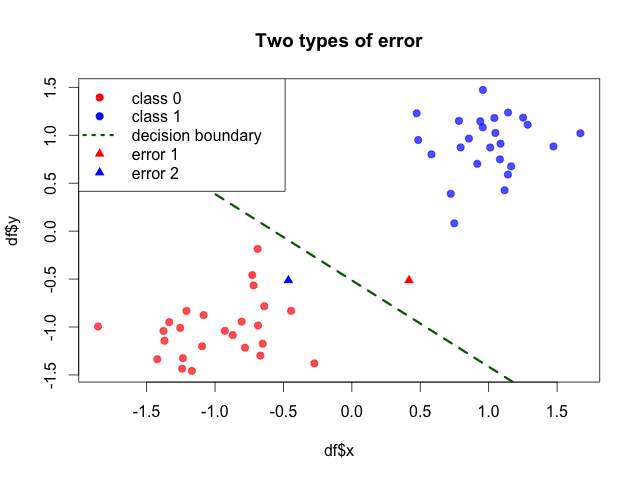 Two types of error
class 0
class 1
decision boundary
error 1
error 2
df$y
1.5
1.0
0.5
0.0
-0.5
-1.0
-1.5
-1.5 -1.0 -0.5 0.0 0.5 1.0 1.5
df$x